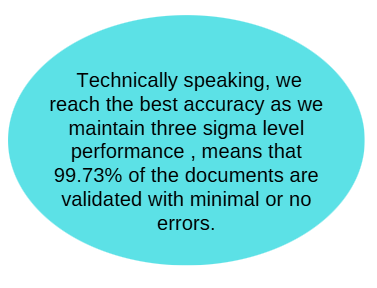 Technically speaking, we
reach the best accuracy as we
maintain three sigma level
performance , means that
99.73% of the documents are
validated with minimal or no
errors.